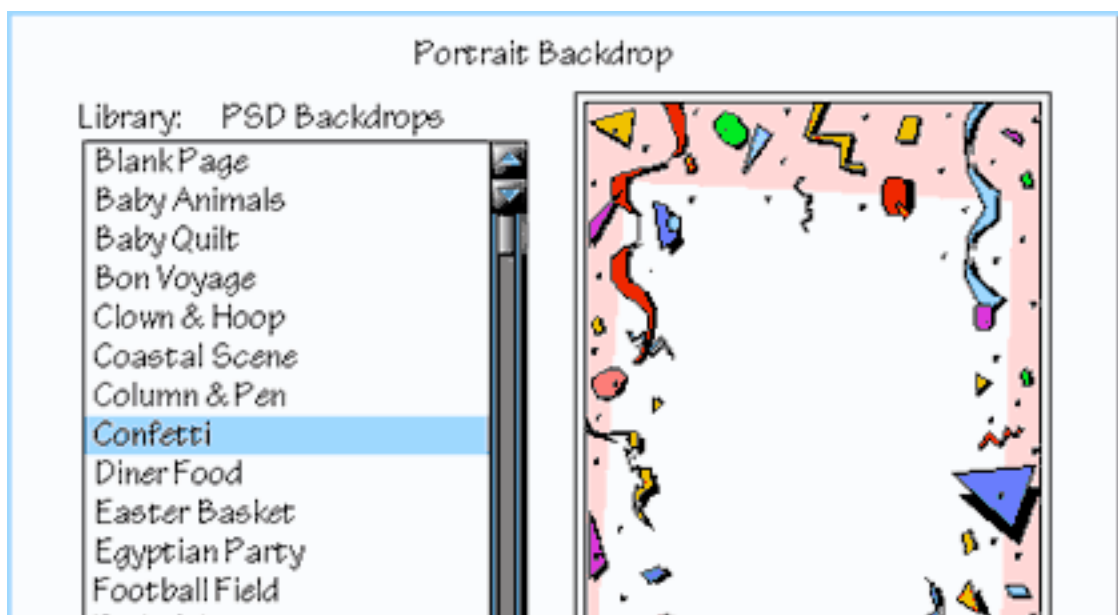 Portrait Backdrop
Library: PSD Backdrops
Blank Page
Baby Animals
Baby Quilt
Bon Voyage
Clown & Hoop
Coastal Scene
Column & Pen
Confetti
Diner Food
Easter Basket
Egyptian Party
Football Field